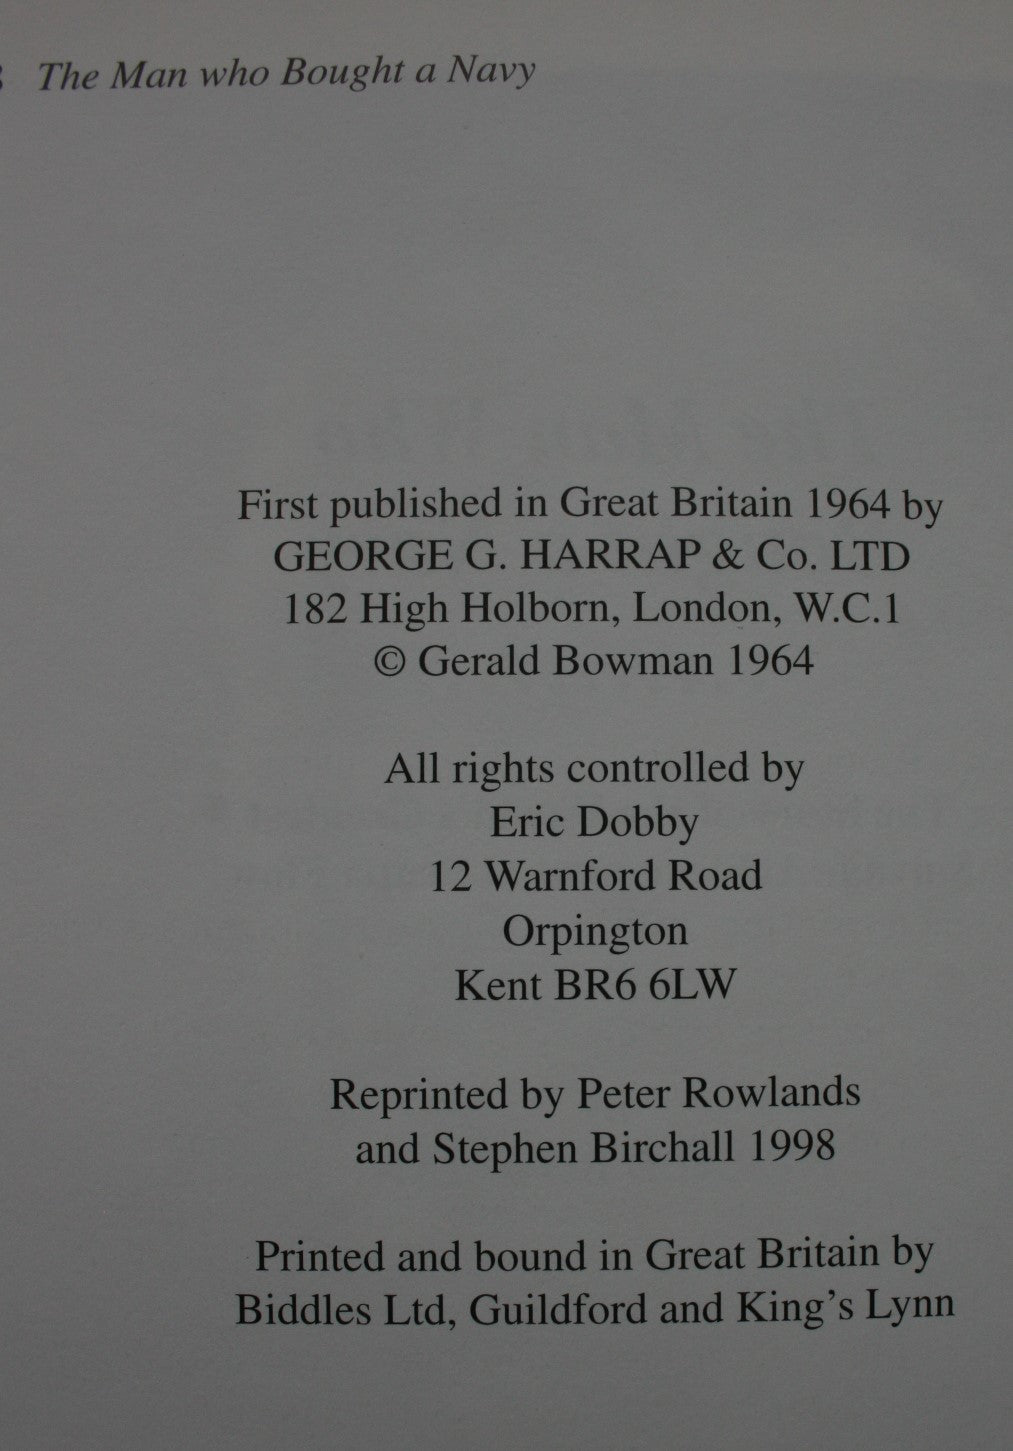 The Man who Bought a Navy
First published in Great Britain 1964 by
GEORGE G. HARRAP & Co. LTD
182 High Holborn, London, W.C.1
© Gerald Bowman 1964
All rights controlled by
Eric Dobby
12 Warnford Road
Orpington
Kent BR6 6LW
Reprinted by Peter Rowlands
and Stephen Birchall 1998
Printed and bound in Great Britain by
Biddles Ltd, Guildford and King's Lynn